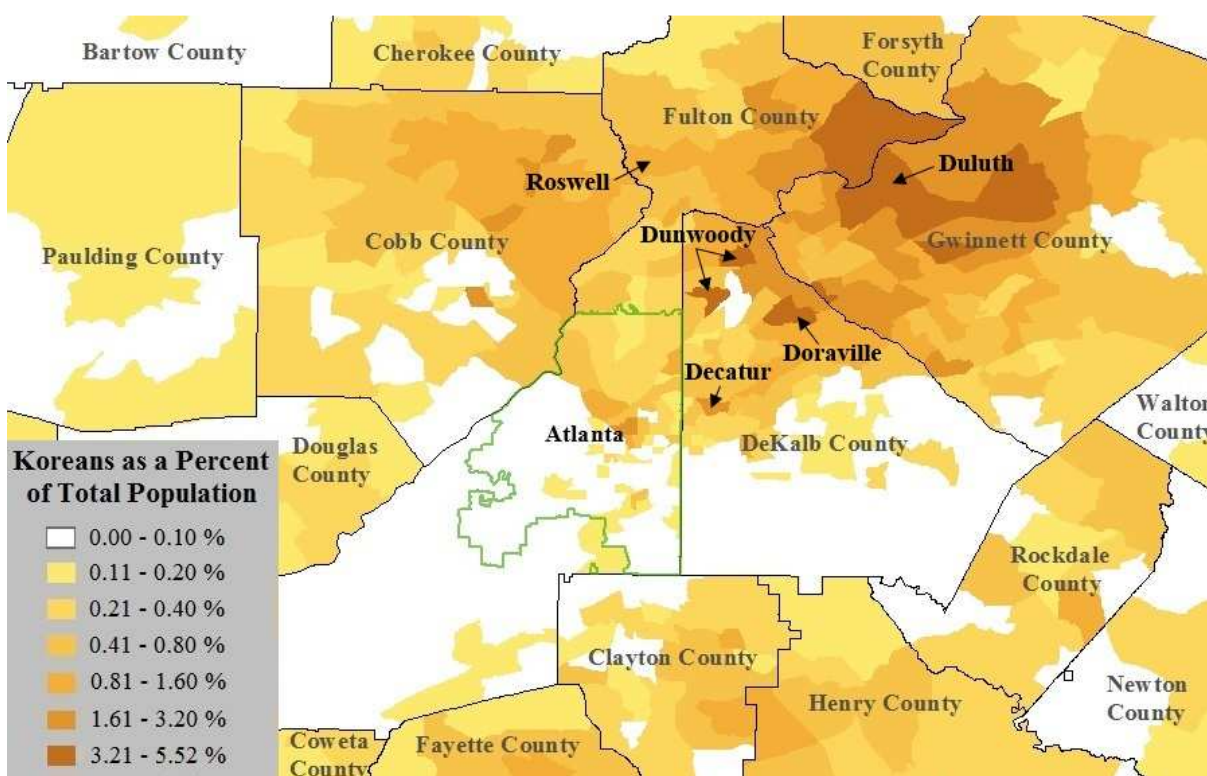 Bartow County
Cherokee County
Forsyth
County
Fulton County
Roswell
Duluth
Dunwoody
Cobb County
Gwinnett County
Paulding County
Doraville
Decatur
Walton
County
Atlanta
DeKalb County
Douglas
County
Koreans as a Percent
of Total Population
0.00 - 0.10 %
0.11 - 0.20 %
0.21 - 0.40 %
0.41 - 0.80 %
0.81 - 1.60 %
1.61 - 3.20 %
3.21 - 5.52 %
Rockdale
County
Clayton County
Henry County
Newton
County
Coweta
County
Fayette County